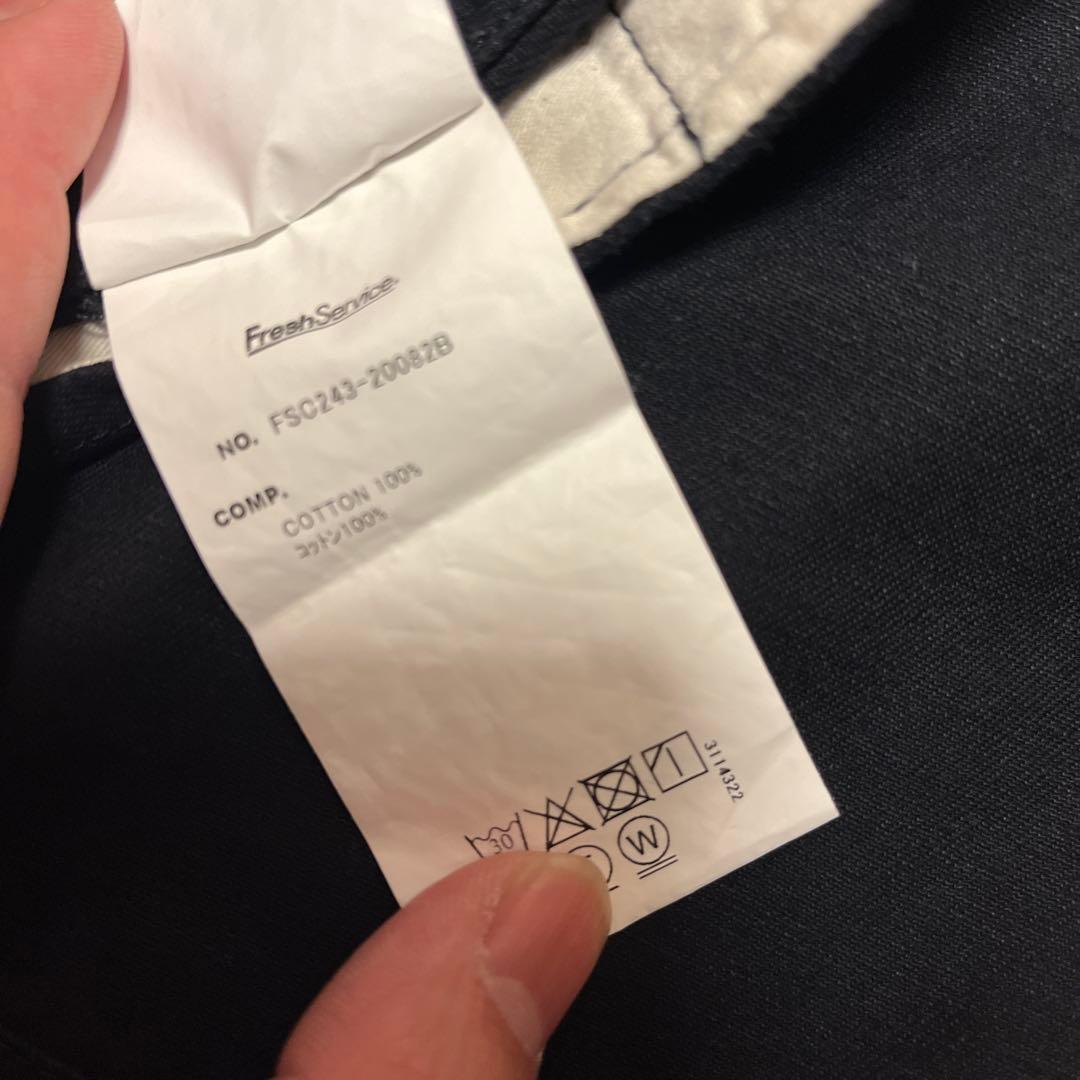 FreshService
NO. FSC243-20082B
COMP.
COTTON 100%
コットン100%
3114322
30
W